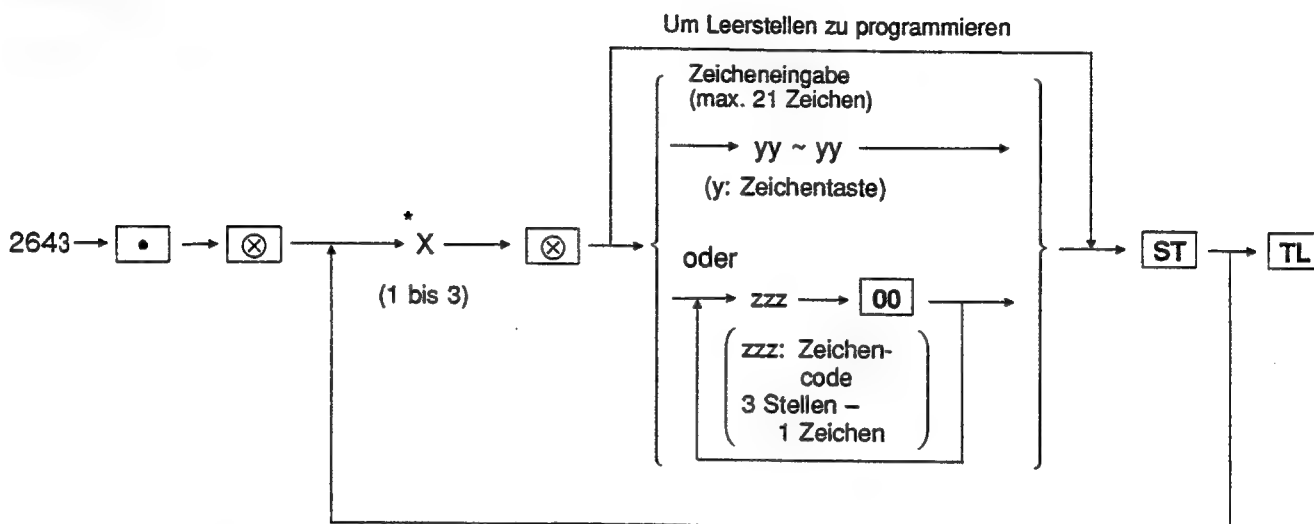 Um Leerstellen zu programmieren
Zeicheneingabe
(max. 21 Zeichen)
yy ~ yy
(y: Zeichentaste)
2643 • ⊗ * X ⊗ ST TL
(1 bis 3)
oder
zzz 00
zzz: Zeichen-
code
3 Stellen –
1 Zeichen